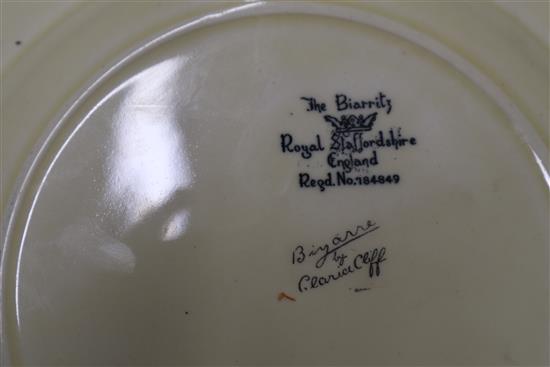 The Biarritz
Royal Staffordshire
England
Regd. No. 784849
Bizarre
by
Clarice Cliff